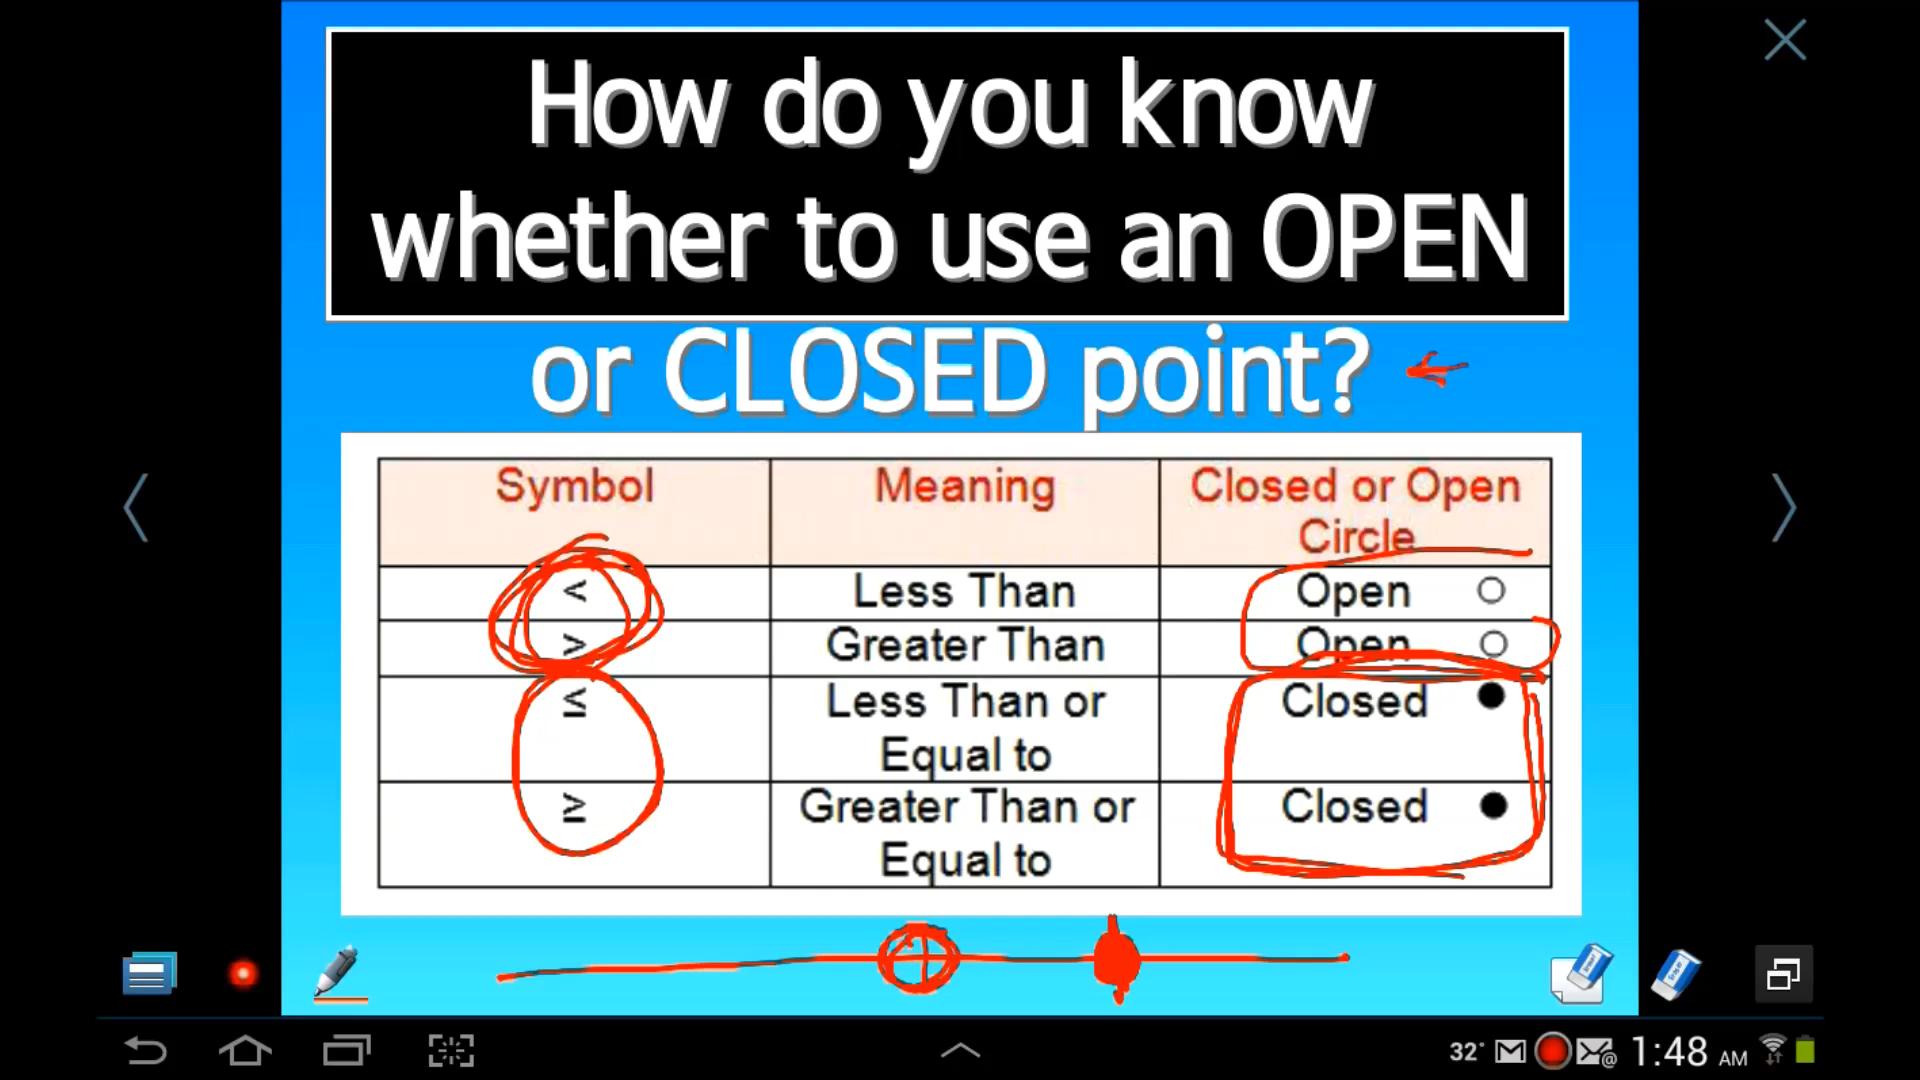 How do you know
whether to use an OPEN
or CLOSED point?
Symbol Meaning Closed or Open
Circle
< Less Than Open
> Greater Than Open
≤ Less Than or Closed
Equal to
≥ Greater Than or Closed
Equal to
32° 1:48 AM